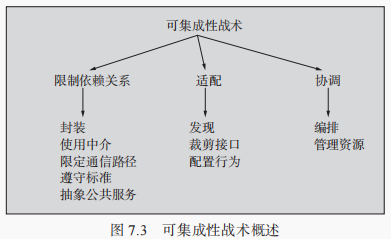 可集成性战术
限制依赖关系 适配 协调
封装
使用中介
限定通信路径
遵守标准
抽象公共服务
发现
裁剪接口
配置行为
编排
管理资源
图 7.3 可集成性战术概述